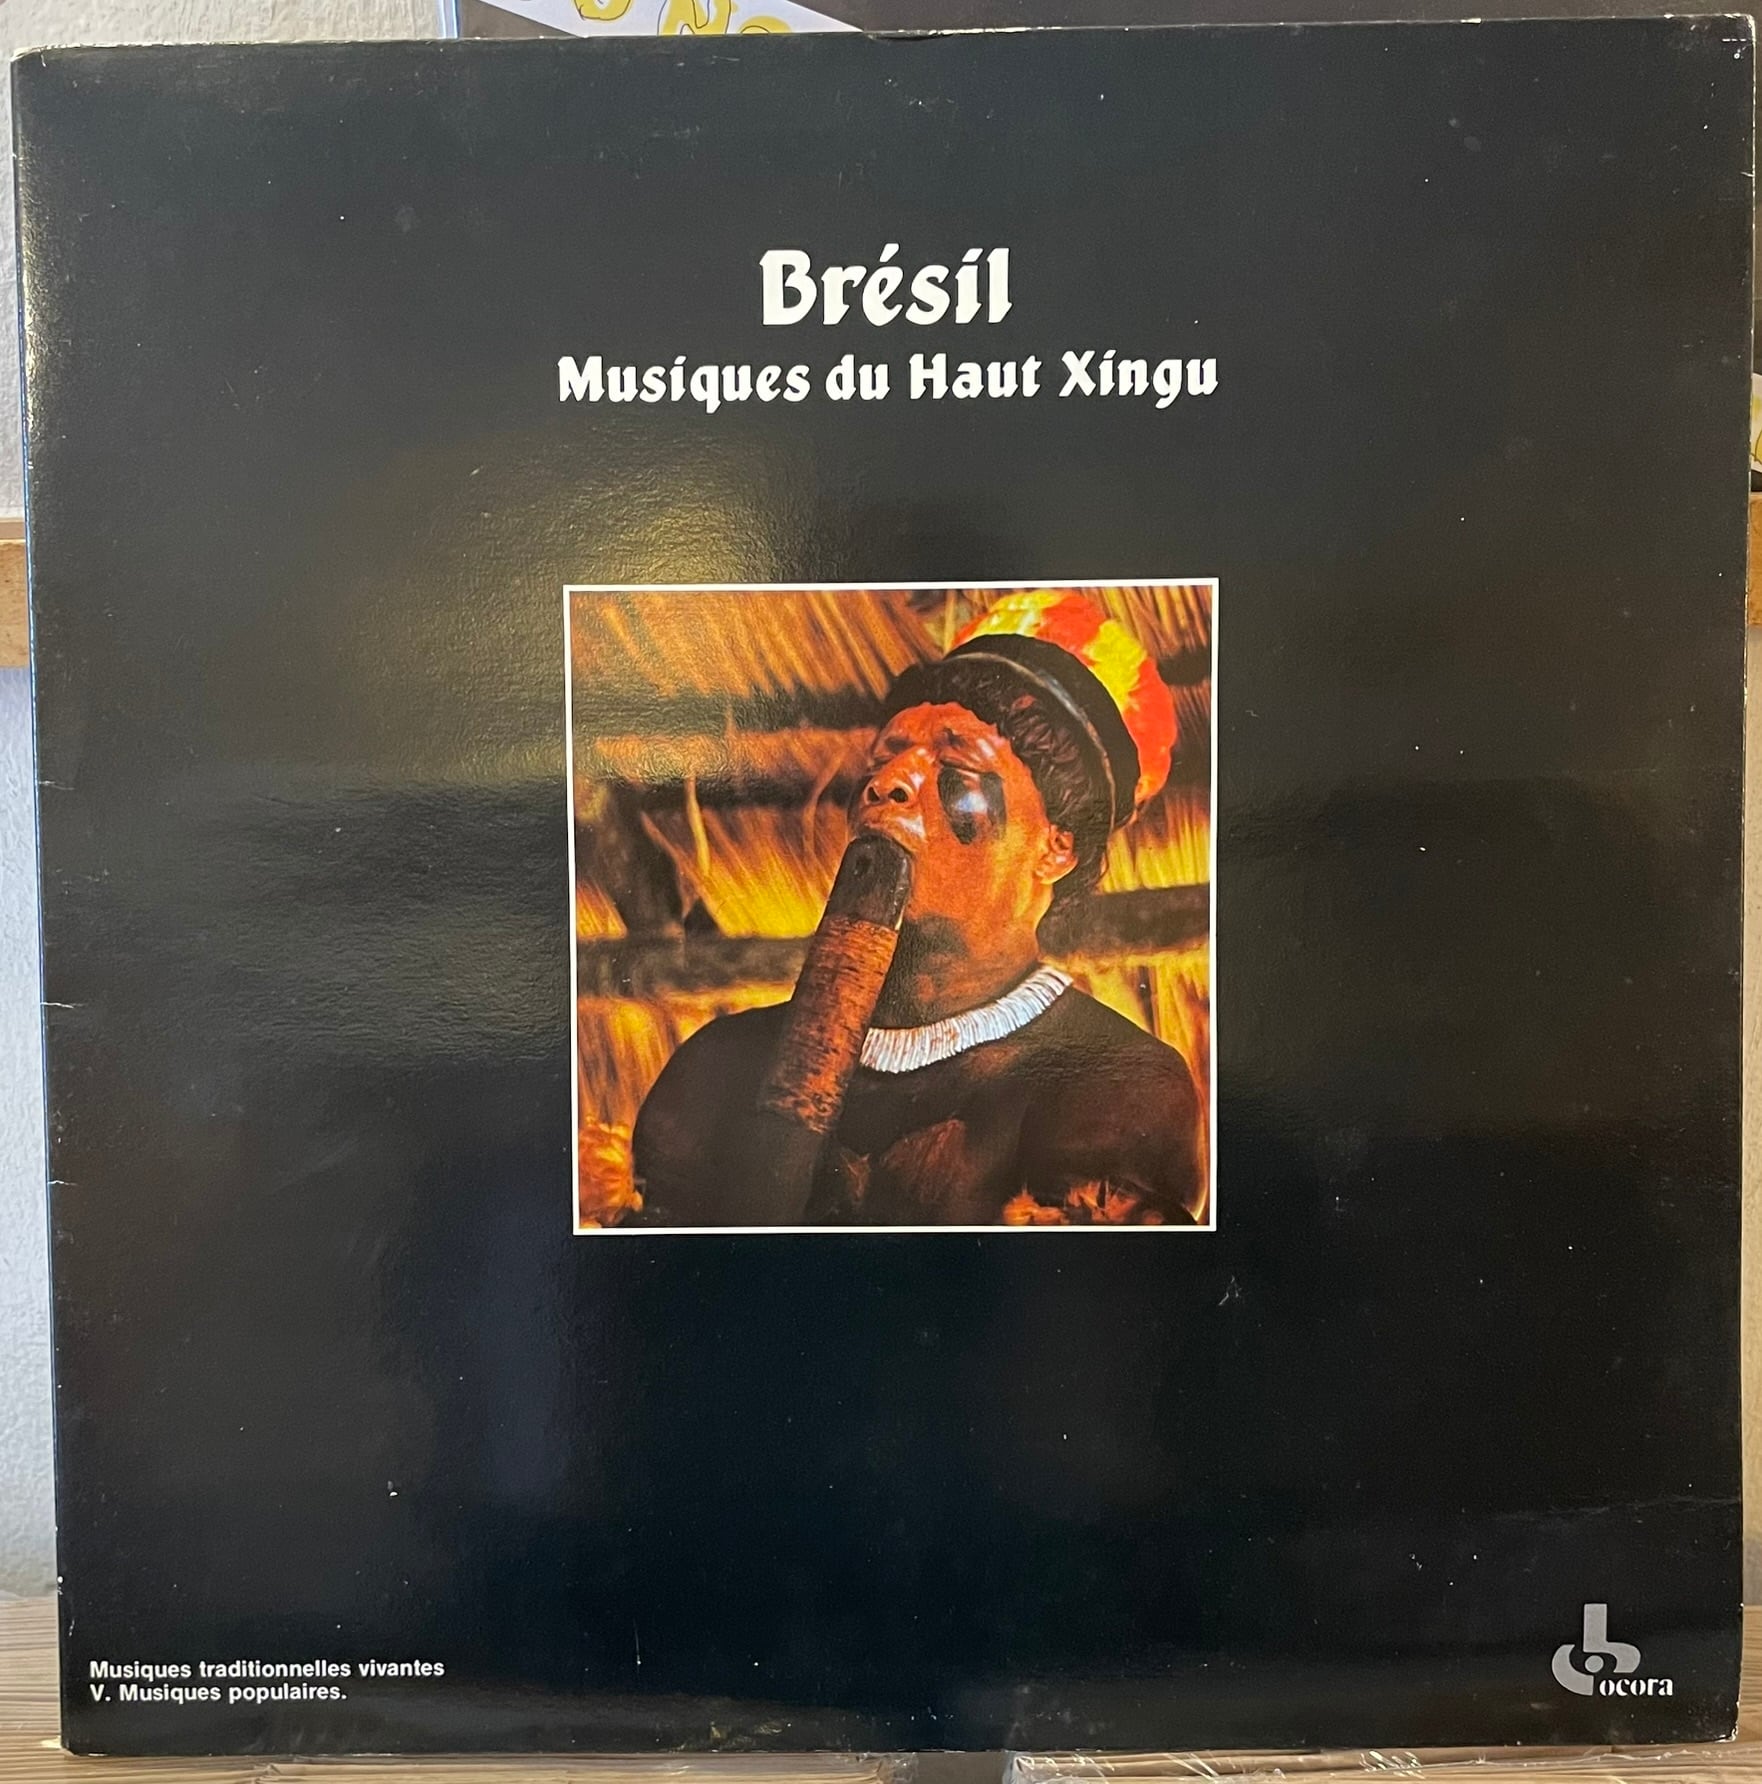 Brésil
Musiques du Haut Xingu
Musiques traditionnelles vivantes
V. Musiques populaires.
ocora